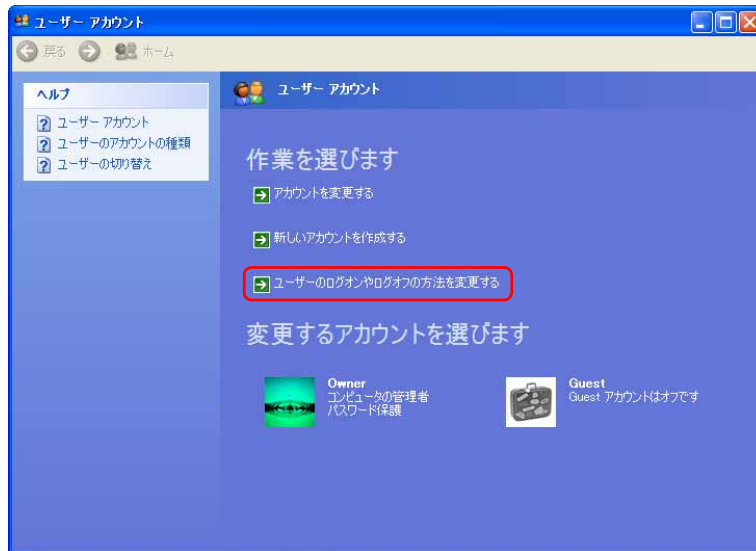 ユーザー アカウント
戻る ホーム
ヘルプ
ユーザー アカウント
ユーザーのアカウントの種類
ユーザーの切り替え
ユーザー アカウント
作業を選びます
アカウントを変更する
新しいアカウントを作成する
ユーザーのログオンやログオフの方法を変更する
変更するアカウントを選びます
Owner
コンピュータの管理者
パスワード保護
Guest
Guest アカウントはオフです